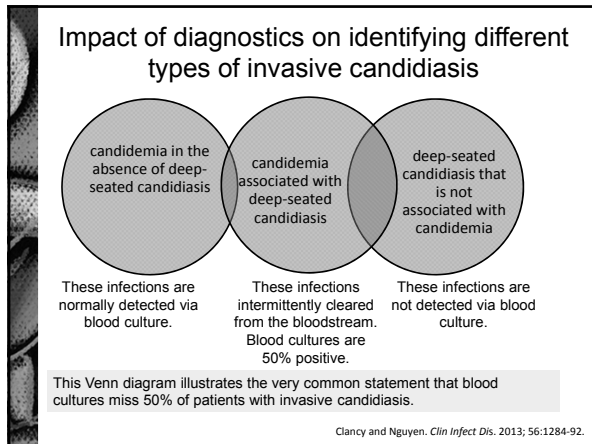 Impact of diagnostics on identifying different
types of invasive candidiasis
candidemia in the
absence of deep-
seated candidiasis
candidemia
associated with
deep-seated
candidiasis
deep-seated
candidiasis that
is not
associated with
candidemia
These infections are
normally detected via
blood culture.
These infections
intermittently cleared
from the bloodstream.
Blood cultures are
50% positive.
These infections are
not detected via blood
culture.
This Venn diagram illustrates the very common statement that blood
cultures miss 50% of patients with invasive candidiasis.
Clancy and Nguyen. Clin Infect Dis. 2013; 56:1284-92.